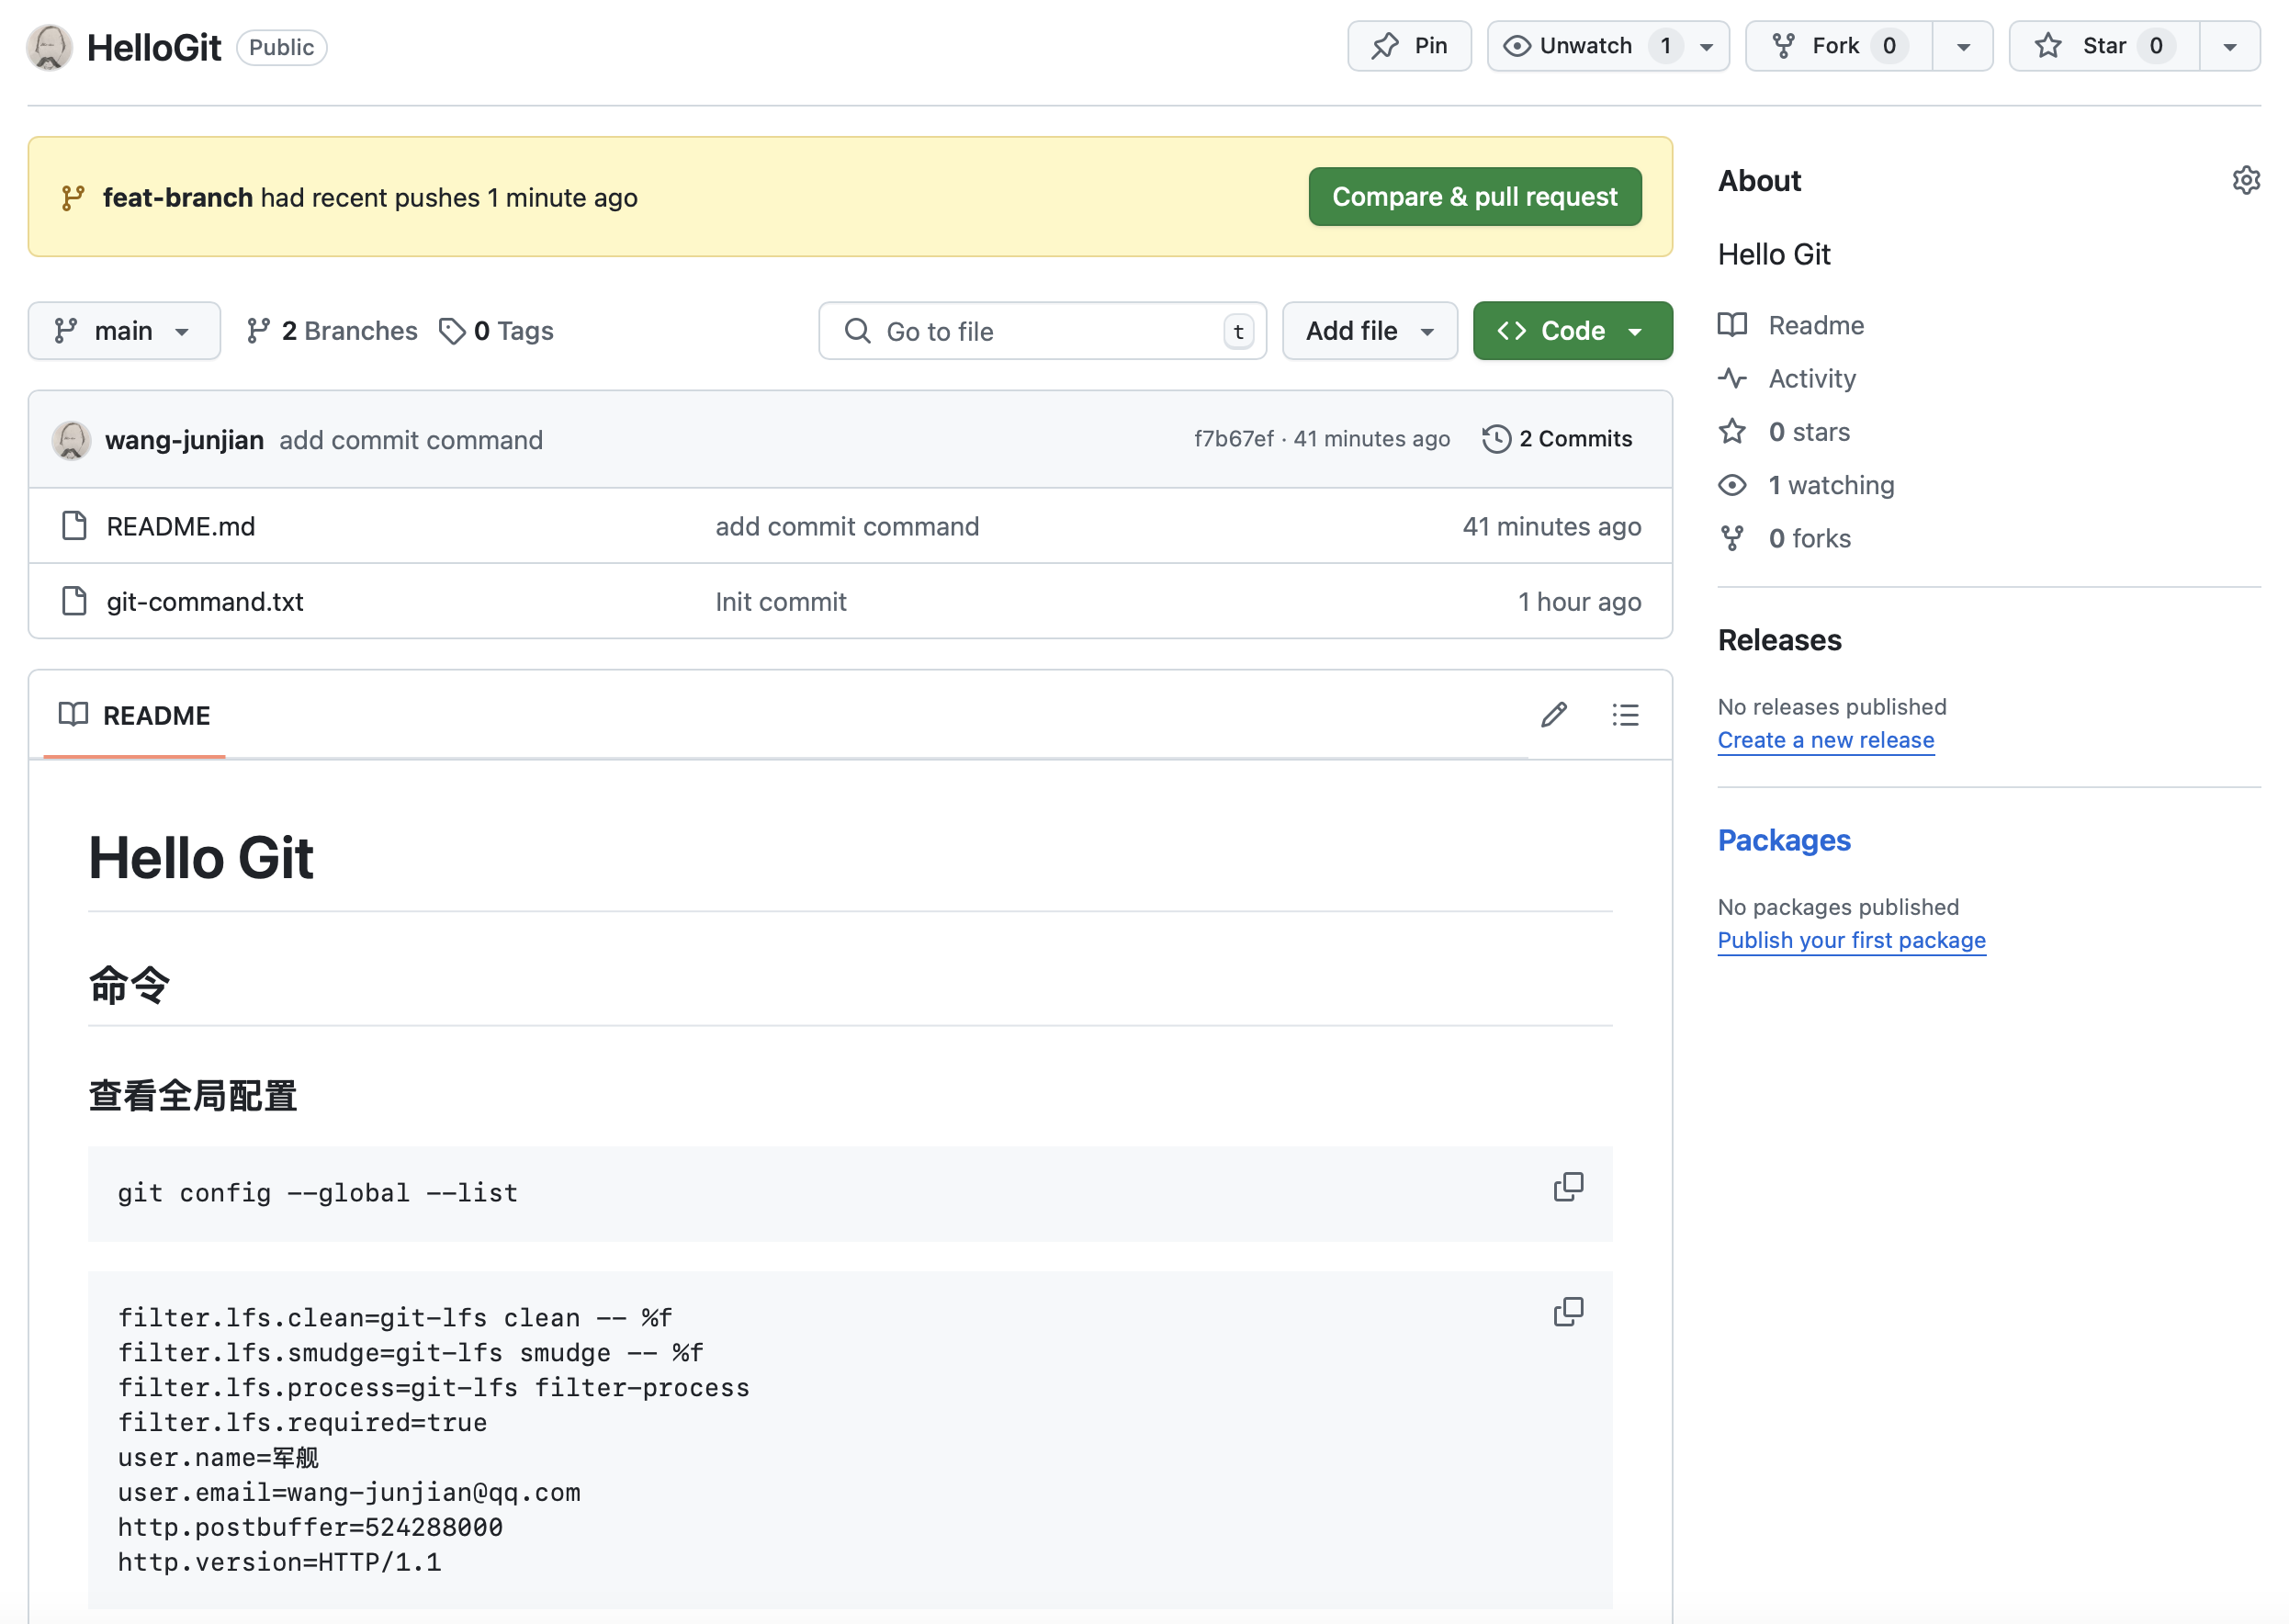 HelloGit Public Pin Unwatch 1 Fork 0 Star 0
feat-branch had recent pushes 1 minute ago Compare & pull request
main 2 Branches 0 Tags Go to file t Add file Code
wang-junjian add commit command f7b67ef · 41 minutes ago 2 Commits
README.md add commit command 41 minutes ago
git-command.txt Init commit 1 hour ago
README
Hello Git
命令
查看全局配置
git config --global --list
filter.lfs.clean=git-lfs clean -- %f
filter.lfs.smudge=git-lfs smudge -- %f
filter.lfs.process=git-lfs filter-process
filter.lfs.required=true
user.name=军舰
user.email=wang-junjian@qq.com
http.postbuffer=524288000
http.version=HTTP/1.1
About
Hello Git
Readme
Activity
0 stars
1 watching
0 forks
Releases
No releases published
Create a new release
Packages
No packages published
Publish your first package